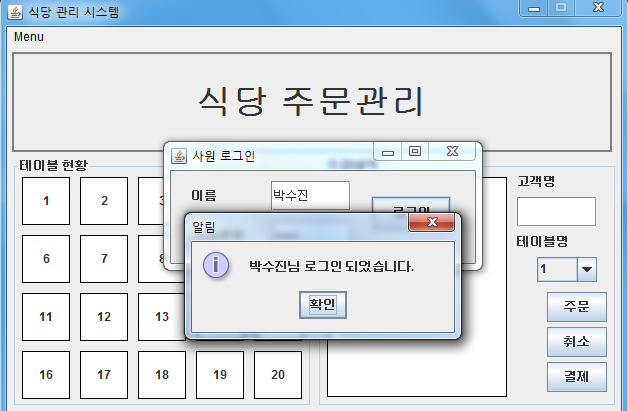 식당 관리 시스템
Menu
식당 주문관리
사원 로그인
테이블 현황
이름
박수진
고객명
1 2
알림
박수진님 로그인 되었습니다.
테이블명
6 7
1
확인
11 12 13
주문
취소
16 17 18 19 20
결제